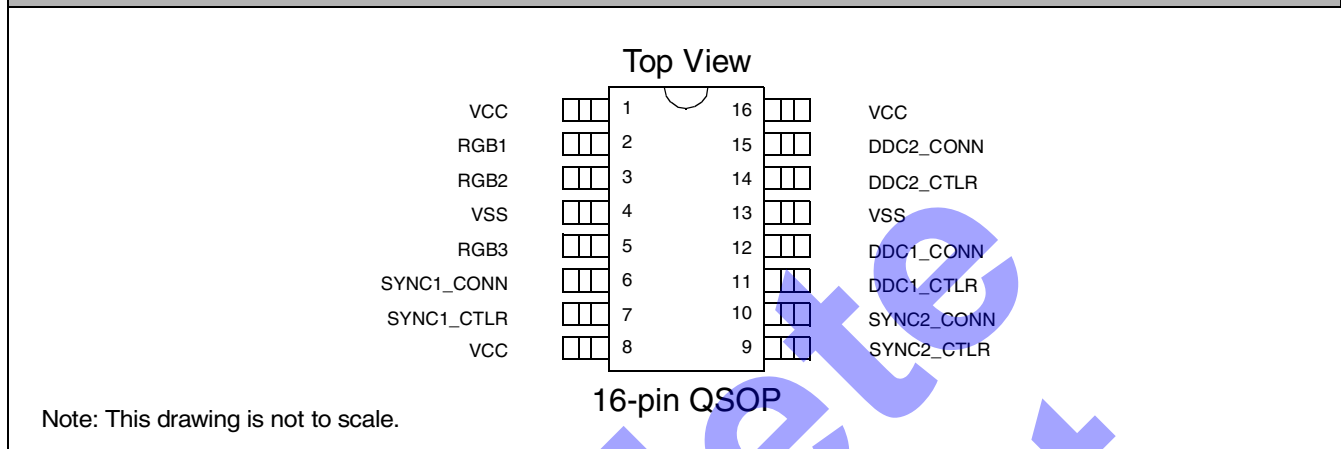 Top View
VCC 1 16 VCC
RGB1 2 15 DDC2_CONN
RGB2 3 14 DDC2_CTLR
VSS 4 13 VSS
RGB3 5 12 DDC1_CONN
SYNC1_CONN 6 11 DDC1_CTLR
SYNC1_CTLR 7 10 SYNC2_CONN
VCC 8 9 SYNC2_CTLR
16-pin QSOP
Note: This drawing is not to scale.